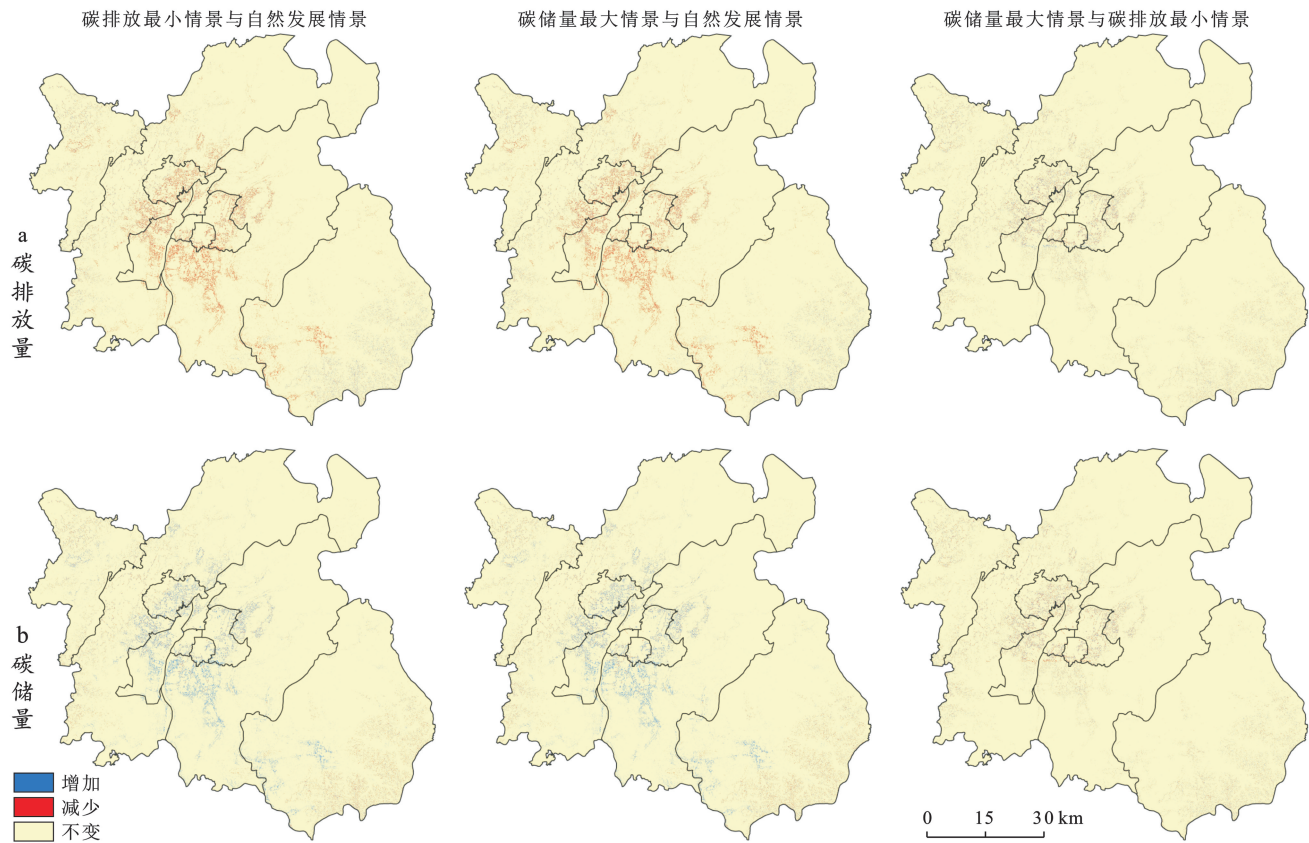 碳排放最小情景与自然发展情景
碳储量最大情景与自然发展情景
碳储量最大情景与碳排放最小情景
a
碳
排
放
量
b
碳
储
量
增加
减少
不变
0 15 30 km